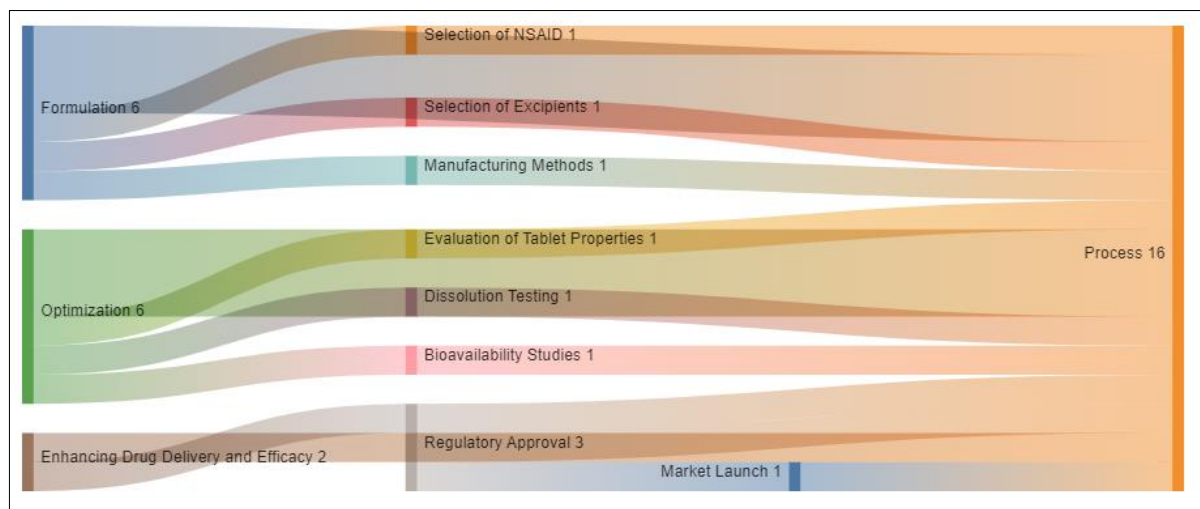 Selection of NSAID 1
Formulation 6
Selection of Excipients 1
Manufacturing Methods 1
Evaluation of Tablet Properties 1
Process 16
Dissolution Testing 1
Optimization 6
Bioavailability Studies 1
Regulatory Approval 3
Enhancing Drug Delivery and Efficacy 2
Market Launch 1